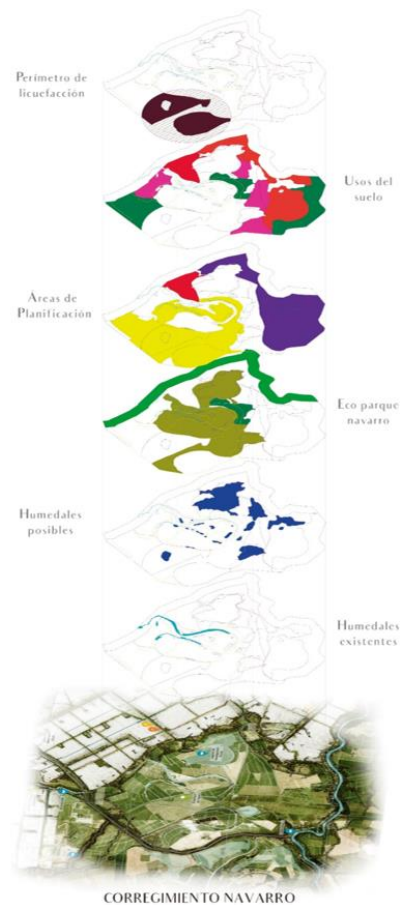 Perímetro de
licuefacción
Usos del
suelo
Áreas de
Planificación
Eco parque
navarro
Humedales
posibles
Humedales
existentes
CORREGIMIENTO NAVARRO